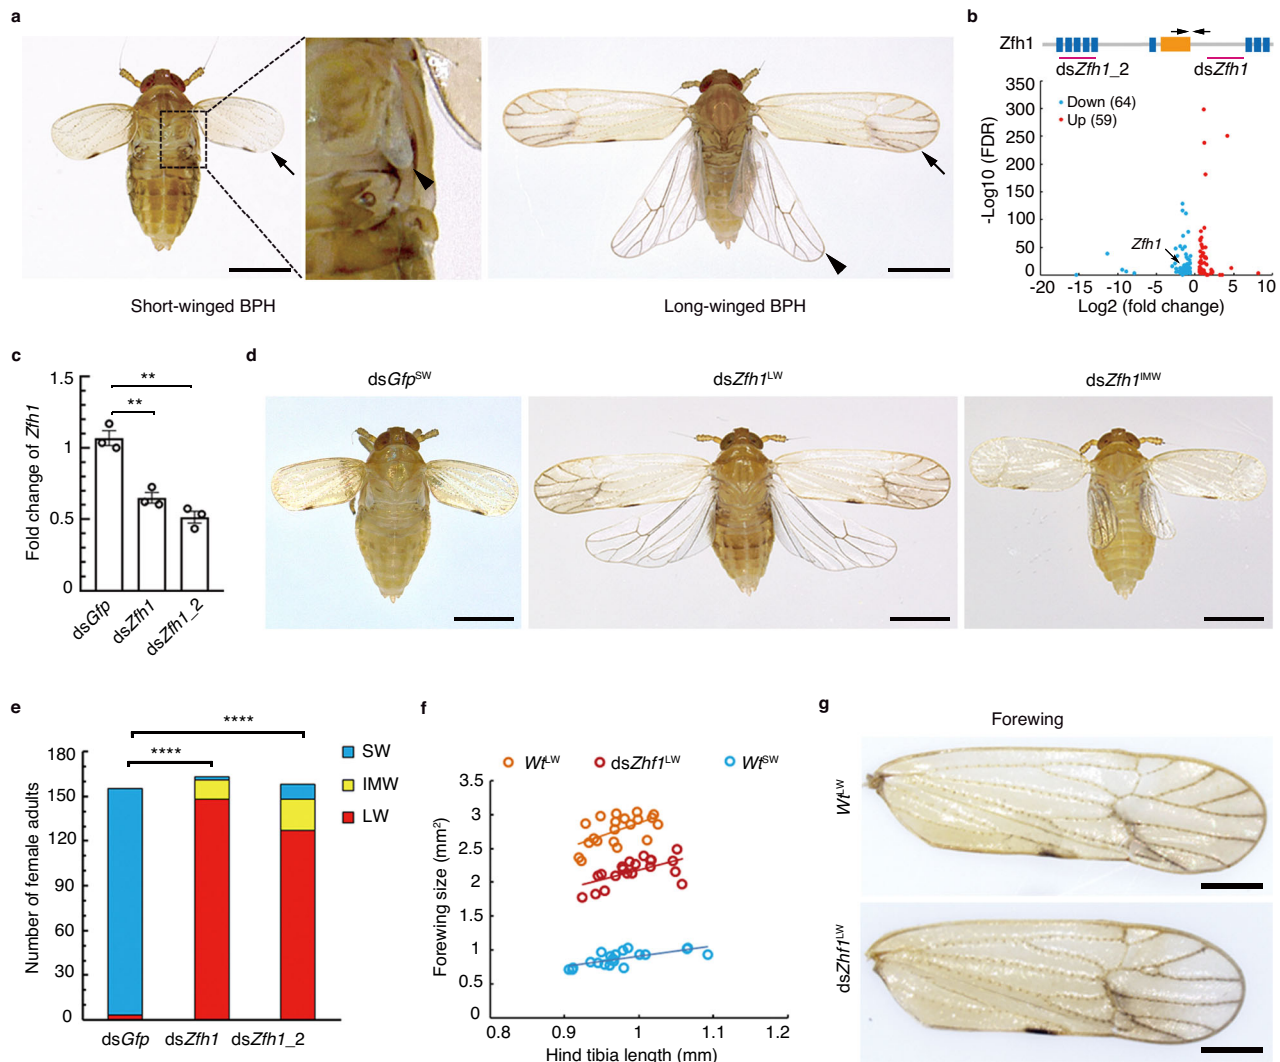 a
Short-winged BPH
Long-winged BPH
b
Zfh1
dsZfh1_2
dsZfh1
350
300
250
200
150
100
50
0
-Log10 (FDR)
Down (64)
Up (59)
Zfh1
-20 -15 -10 -5 0 5 10
Log2 (fold change)
c
Fold change of Zfh1
1.5
1
0.5
0
**
**
dsGfp
dsZfh1
dsZfh1_2
d
dsGfpSW
dsZfh1LW
dsZfh1IMW
e
Number of female adults
180
150
120
90
60
30
0
****
****
SW
IMW
LW
dsGfp dsZfh1 dsZfh1_2
f
WtLW dsZhf1LW WtSW
Forewing size (mm²)
3.5
3
2.5
2
1.5
1
0.5
0
0.8 0.9 1 1.1 1.2
Hind tibia length (mm)
g
Forewing
WtLW
dsZhf1LW